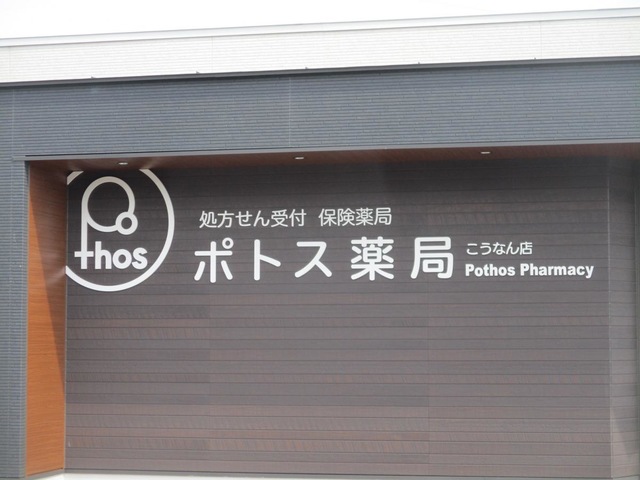 Pothos
処方せん受付 保険薬局
ポトス薬局
こうなん店
Pothos Pharmacy